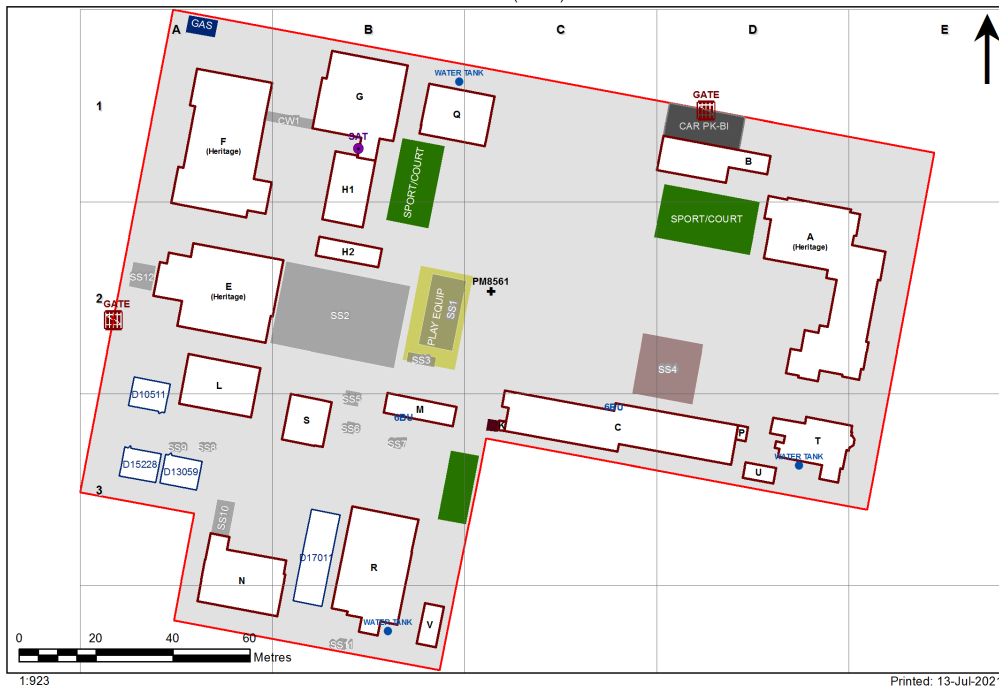 A B C D E
GAS
WATER TANK
GATE
G
1
CW1
Q
CAR PK-BI
F
(Heritage)
SAT
B
H1
SPORT/COURT
SPORT/COURT
A
(Heritage)
H2
SS12
E
(Heritage)
2
PM8561
GATE
SS2
PLAY EQUIP
SS1
SS3
SS4
L
D10511
SS5
M
6BU
6BU
S
SS6
K
C
P
T
SS9
SS8
SS7
WATER TANK
D15228
D13059
U
3
SS10
D17011
R
N
WATER TANK
V
SS11
0 20 40 60
Metres
1:923
Printed: 13-Jul-2021